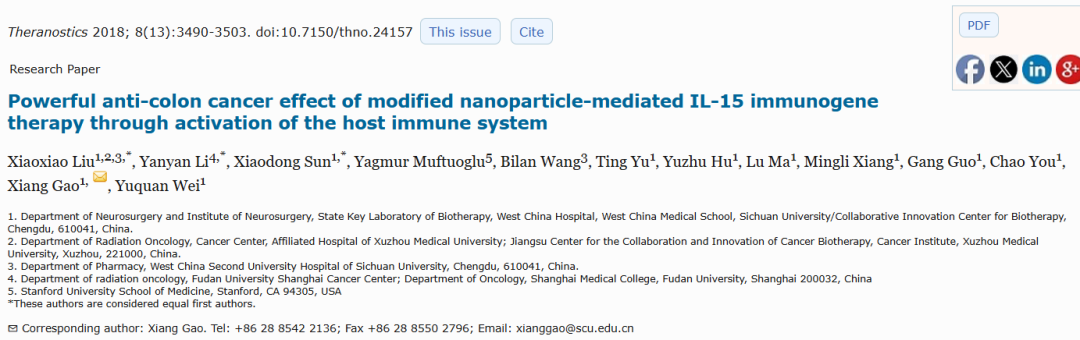 Theranostics 2018; 8(13):3490-3503. doi:10.7150/thno.24157 This issue Cite
PDF
Research Paper
Powerful anti-colon cancer effect of modified nanoparticle-mediated IL-15 immunogene
therapy through activation of the host immune system
Xiaoxiao Liu1,2,3,*, Yanyan Li4,*, Xiaodong Sun1,*, Yagmur Muftuoglu5, Bilan Wang3, Ting Yu1, Yuzhu Hu1, Lu Ma1, Mingli Xiang1, Gang Guo1, Chao You1,
Xiang Gao1, ✉, Yuquan Wei1
1. Department of Neurosurgery and Institute of Neurosurgery, State Key Laboratory of Biotherapy, West China Hospital, West China Medical School, Sichuan University/Collaborative Innovation Center for Biotherapy,
Chengdu, 610041, China.
2. Department of Radiation Oncology, Cancer Center, Affiliated Hospital of Xuzhou Medical University; Jiangsu Center for the Collaboration and Innovation of Cancer Biotherapy, Cancer Institute, Xuzhou Medical
University, Xuzhou, 221000, China.
3. Department of Pharmacy, West China Second University Hospital of Sichuan University, Chengdu, 610041, China.
4. Department of radiation oncology, Fudan University Shanghai Cancer Center; Department of Oncology, Shanghai Medical College, Fudan University, Shanghai 200032, China
5. Stanford University School of Medicine, Stanford, CA 94305, USA
*These authors are considered equal first authors.
✉ Corresponding author: Xiang Gao. Tel: +86 28 8542 2136; Fax +86 28 8550 2796; Email: xianggao@scu.edu.cn